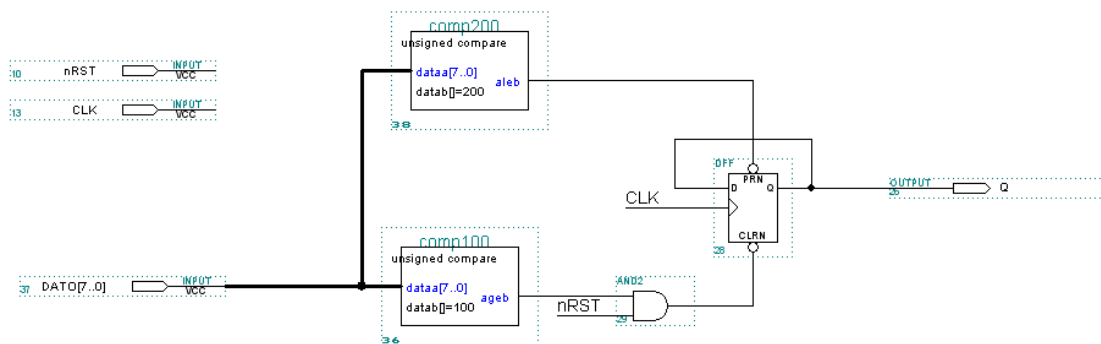 comp200
unsigned compare
dataa[7..0]
aleb
datab[]=200
38
10
nRST
INPUT
VCC
13
CLK
INPUT
VCC
DFF
PRN
D
Q
CLK
CLRN
28
OUTPUT
26
Q
comp100
unsigned compare
dataa[7..0]
ageb
datab[]=100
36
37
DATO[7..0]
INPUT
VCC
AND2
nRST
29